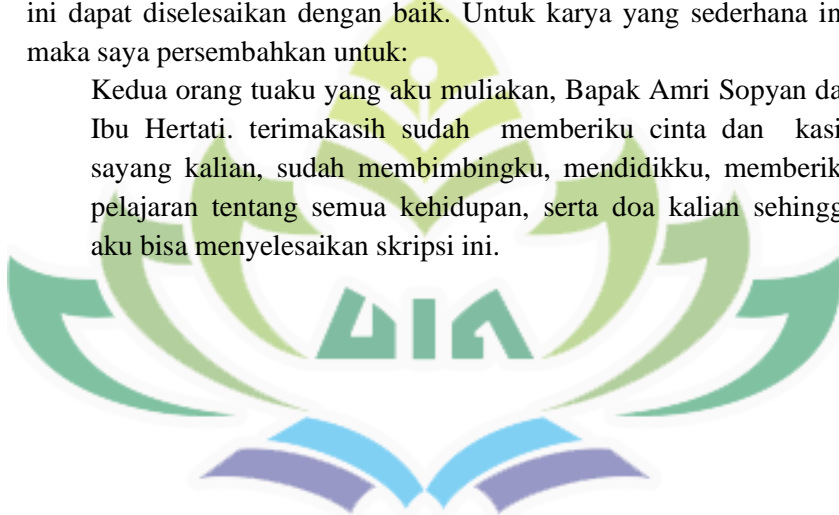 ini dapat diselesaikan dengan baik. Untuk karya yang sederhana in
maka saya persembahkan untuk:
Kedua orang tuaku yang aku muliakan, Bapak Amri Sopyan da
Ibu Hertati. terimakasih sudah memberiku cinta dan kasi
sayang kalian, sudah membimbingku, mendidikku, memberik
pelajaran tentang semua kehidupan, serta doa kalian sehingg
aku bisa menyelesaikan skripsi ini.